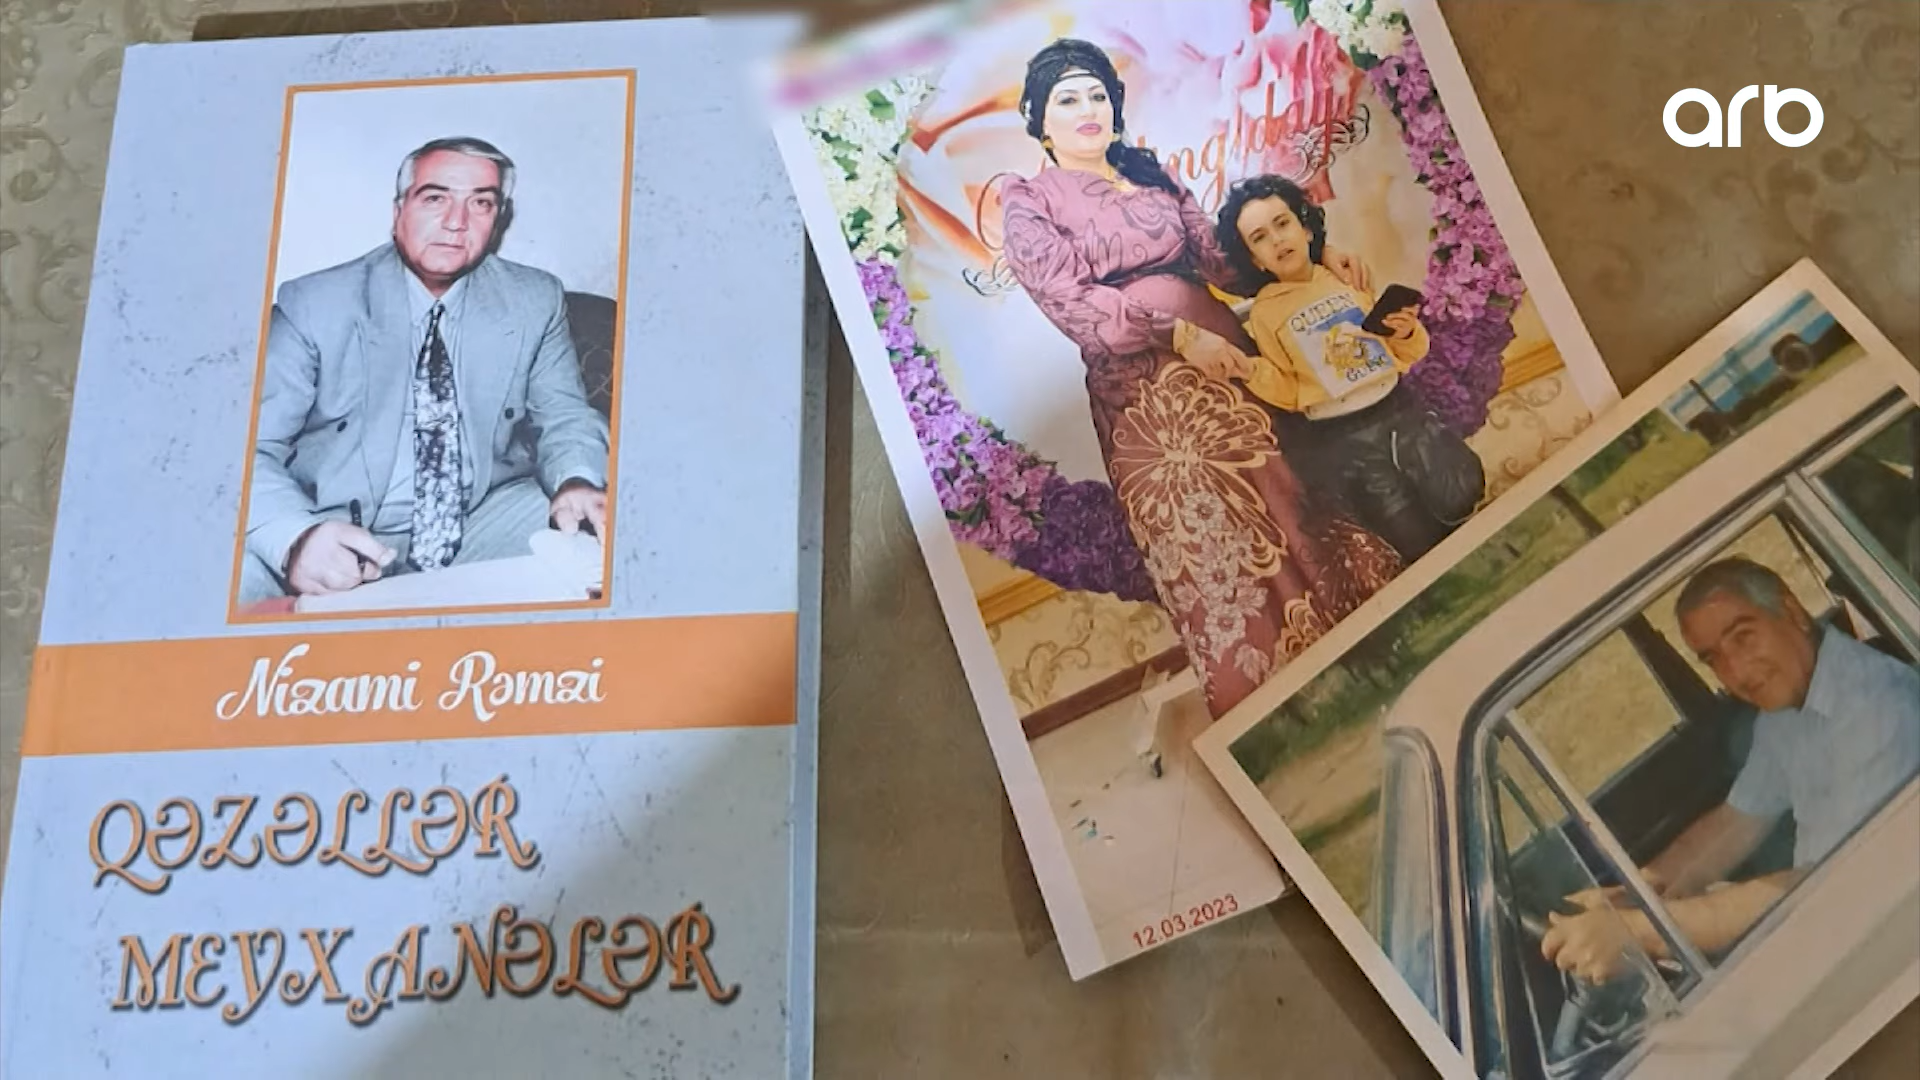 arb
Nizami Rəmzi
QƏZƏLLƏR
MEYXANƏLƏR
QUEEN
12.03.2023